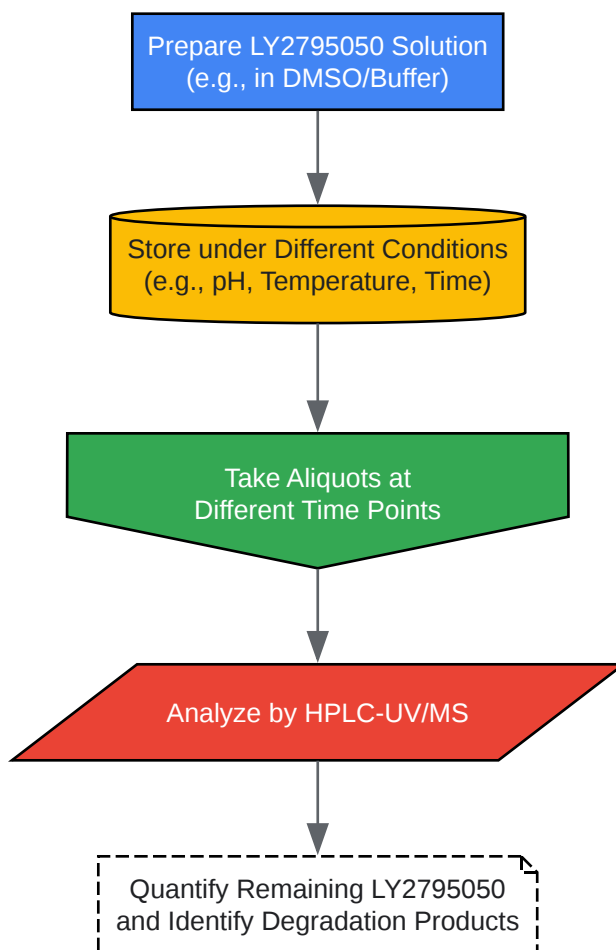 Prepare LY2795050 Solution
(e.g., in DMSO/Buffer)
Store under Different Conditions
(e.g., pH, Temperature, Time)
Take Aliquots at
Different Time Points
Analyze by HPLC-UV/MS
Quantify Remaining LY2795050
and Identify Degradation Products